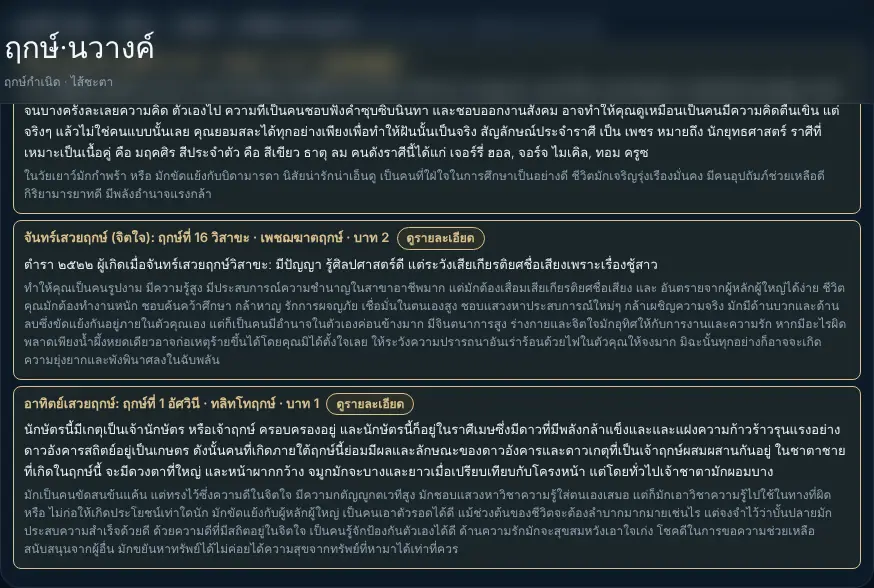 ฤกษ์·นวางค์
ฤกษ์กำเนิด · ไส้ชะตา
จนบางครั้งละเลยความคิด ตัวเองไป ความที่เป็นคนชอบฟังคำซุบซิบนินทา และชอบออกงานสังคม อาจทำให้คุณดูเหมือนเป็นคนมีความคิดตื้นเขิน แต่
จริงๆ แล้วไม่ใช่คนแบบนั้นเลย คุณยอมสละได้ทุกอย่างเพียงเพื่อทำให้ฝันนั้นเป็นจริง สัญลักษณ์ประจำราศี เป็น เพชร หมายถึง นักยุทธศาสตร์ ราศีที่
เหมาะเป็นเนื้อคู่ คือ มฤคศิร สีประจำตัว คือ สีเขียว ธาตุ ลม คนดังราศีนี้ได้แก่ เจอร์รี่ ฮอล, จอร์จ ไมเคิล, ทอม ครูซ
ในวัยเยาว์มักกำพร้า หรือ มักขัดแย้งกับบิดามารดา นิสัยน่ารักน่าเอ็นดู เป็นคนที่ใฝ่ใจในการศึกษาเป็นอย่างดี ชีวิตมักเจริญรุ่งเรืองมั่นคง มีคนอุปถัมภ์ช่วยเหลือดี
กิริยามารยาทดี มีพลังอำนาจแรงกล้า
จันทร์เสวยฤกษ์ (จิตใจ): ฤกษ์ที่ 16 วิสาขะ · เพชฌฆาตฤกษ์ · บาท 2 ดูรายละเอียด
ตำรา ๒๕๒๒ ผู้เกิดเมื่อจันทร์เสวยฤกษ์วิสาขะ: มีปัญญา รู้ศิลปศาสตร์ดี แต่ระวังเสียเกียรติยศชื่อเสียงเพราะเรื่องชู้สาว
ทำให้คุณเป็นคนรูปงาม มีความรู้สูง มีประสบการณ์ความชำนาญในสาขาอาชีพมาก แต่มักต้องเสื่อมเสียเกียรติยศชื่อเสียง และ อันตรายจากผู้หลักผู้ใหญ่ได้ง่าย ชีวิต
คุณมักต้องทำงานหนัก ชอบค้นคว้าศึกษา กล้าหาญ รักการผจญภัย เชื่อมั่นในตนเองสูง ชอบแสวงหาประสบการณ์ใหม่ๆ กล้าเผชิญความจริง มักมีด้านบวกและด้าน
ลบซึ่งขัดแย้งกันอยู่ภายในตัวคุณเอง แต่ก็เป็นคนมีอำนาจในตัวเองค่อนข้างมาก มีจินตนาการสูง ร่างกายและจิตใจมักอุทิศให้กับการงานและความรัก หากมีอะไรผิด
พลาดเพียงน้ำผึ้งหยดเดียวอาจก่อเหตุร้ายขึ้นได้โดยคุณมิได้ตั้งใจเลย ให้ระวังความปรารถนาอันเร่าร้อนด้วยไฟในตัวคุณให้จงมาก มิฉะนั้นทุกอย่างก็อาจจะเกิด
ความยุ่งยากและพังพินาศลงในฉับพลัน
อาทิตย์เสวยฤกษ์: ฤกษ์ที่ 1 อัศวินี · ทลิทโทฤกษ์ · บาท 1 ดูรายละเอียด
นักษัตรนี้มีเกตุเป็นเจ้านักษัตร หรือเจ้าฤกษ์ ครอบครองอยู่ และนักษัตรนี้ก็อยู่ในราศีเมษซึ่งมีดาวที่มีพลังกล้าแข็งและและแฝงความก้าวร้าวรุนแรงอย่าง
ดาวอังคารสถิตย์อยู่เป็นเกษตร ดังนั้นคนที่เกิดภายใต้ฤกษ์นี้ย่อมมีผลและลักษณะของดาวอังคารและดาวเกตุที่เป็นเจ้าฤกษ์ผสมผสานกันอยู่ ในชาตาชาย
ที่เกิดในฤกษ์นี้ จะมีดวงตาที่ใหญ่ และหน้าผากกว้าง จมูกมักจะบางและยาวเมื่อเปรียบเทียบกับโครงหน้า แต่โดยทั่วไปเจ้าชาตามักผอมบาง
มักเป็นคนขัดสนข้นแค้น แต่ทรงไว้ซึ่งความดีในจิตใจ มีความกตัญญูกตเวทีสูง มักชอบแสวงหาวิชาความรู้ใส่ตนเองเสมอ แต่ก็มักเอาวิชาความรู้ไปใช้ในทางที่ผิด
หรือ ไม่ก่อให้เกิดประโยชน์เท่าใดนัก มักขัดแย้งกับผู้หลักผู้ใหญ่ เป็นคนเอาตัวรอดได้ดี แม้ช่วงต้นของชีวิตจะต้องลำบากมากมายเช่นไร แต่จงจำไว้ว่าบั้นปลายมัก
ประสบความสำเร็จด้วยดี ด้วยความดีที่มีสถิตอยู่ในจิตใจ เป็นคนรู้จักป้องกันตัวเองได้ดี ด้านความรักมักจะสุขสมหวังเอาใจเก่ง โชคดีในการขอความช่วยเหลือ
สนับสนุนจากผู้อื่น มักขยันหาทรัพย์ได้ไม่ค่อยได้ความสุขจากทรัพย์ที่หามาได้เท่าที่ควร